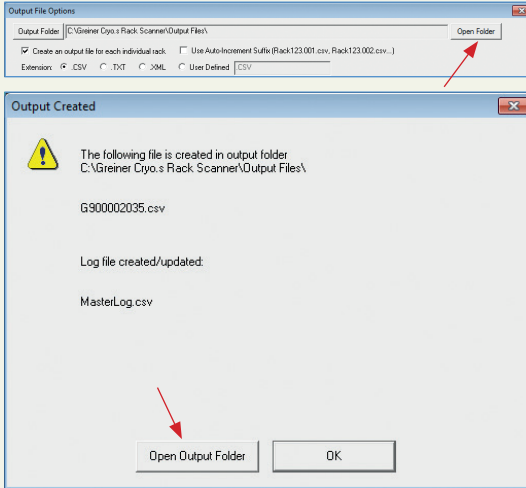 Output File Options
Output Folder C:\Greiner Cryo.s Rack Scanner\Output Files\ Open Folder
Create an output file for each individual rack Use Auto-Increment Suffix (Rack123.001.csv, Rack123.002.csv...)
Extension: .CSV .TXT .XML User Defined .CSV
Output Created
The following file is created in output folder
C:\Greiner Cryo.s Rack Scanner\Output Files\
G900002035.csv
Log file created/updated:
MasterLog.csv
Open Output Folder OK